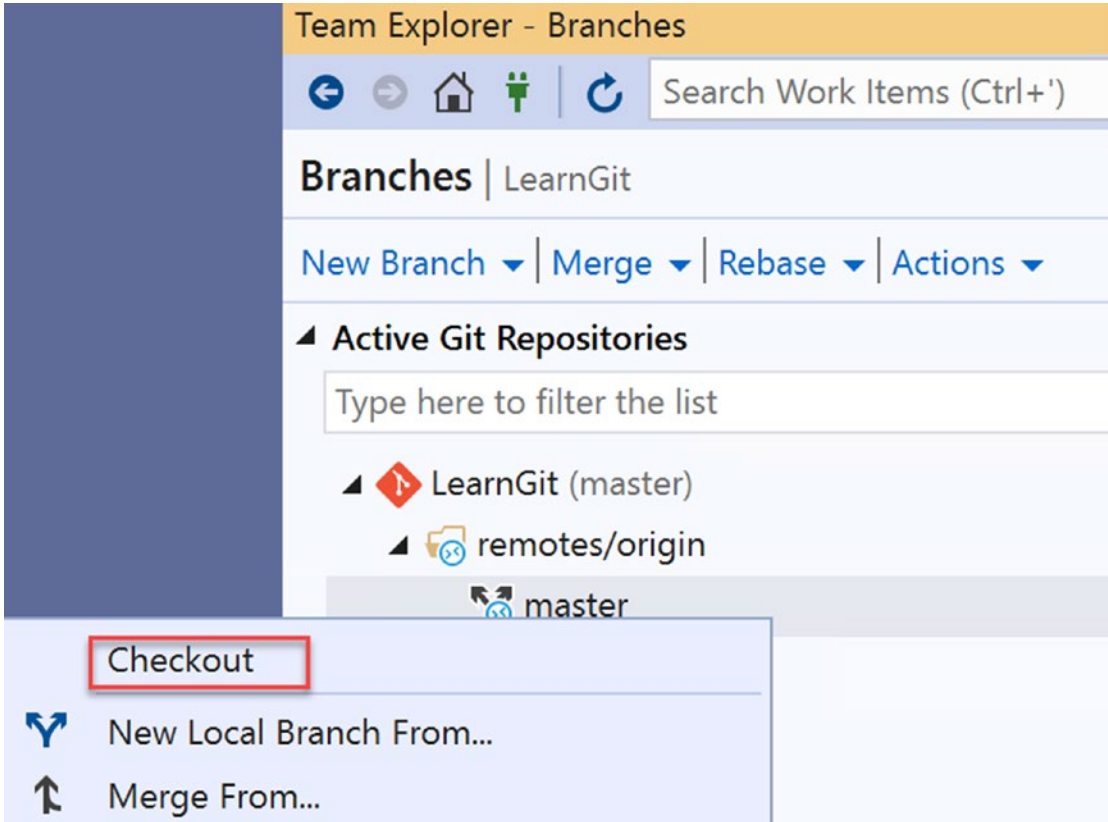 Team Explorer - Branches
Search Work Items (Ctrl+')
Branches | LearnGit
New Branch | Merge | Rebase | Actions
Active Git Repositories
Type here to filter the list
LearnGit (master)
remotes/origin
master
Checkout
New Local Branch From...
Merge From...